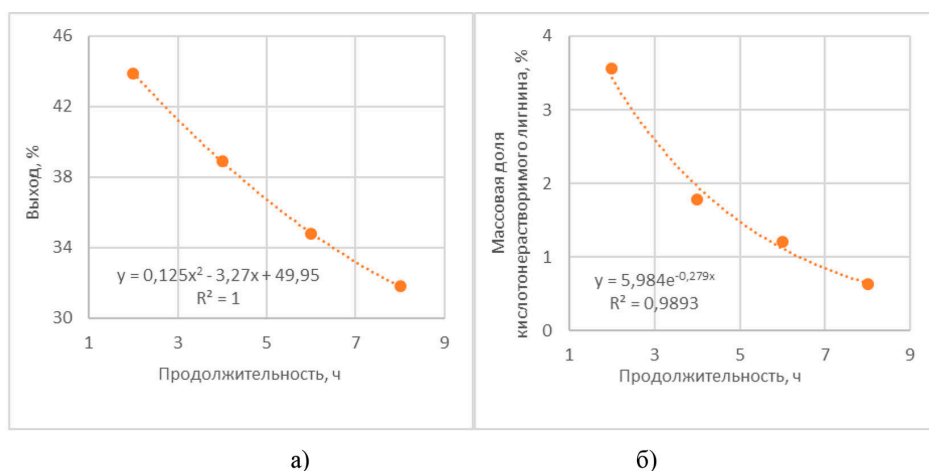 46
42
38
34
30
Выход, %
y = 0,125x² - 3,27x + 49,95
R² = 1
1 3 5 7 9
Продолжительность, ч
4
3
2
1
0
Массовая доля
кислотонерастворимого лигнина, %
y = 5,984e⁻⁰,²⁷⁹ˣ
R² = 0,9893
1 3 5 7 9
Продолжительность, ч
а) б)